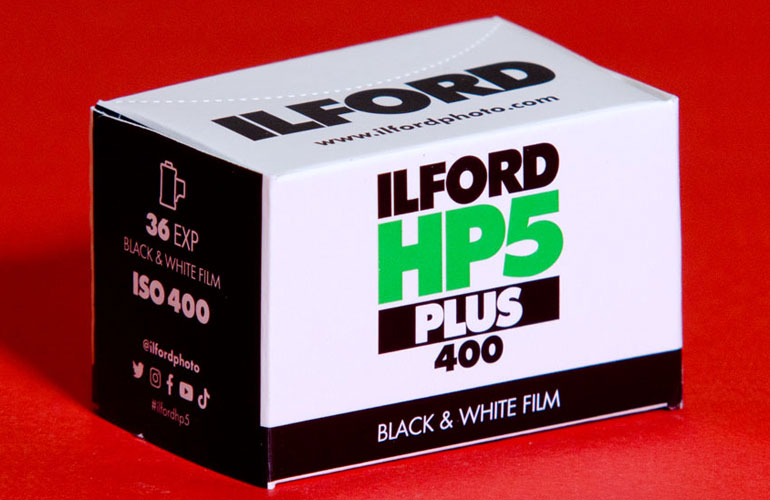 ILFORD
www.ilfordphoto.com
ILFORD
HP5
PLUS
400
BLACK & WHITE FILM
36 EXP
BLACK & WHITE FILM
ISO 400
@ilfordphoto
#ilfordhp5